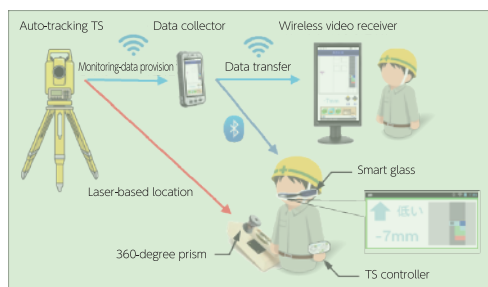 Auto-tracking TS
Data collector
Wireless video receiver
Monitoring-data provision
Data transfer
Laser-based location
Smart glass
低い
-7mm
360-degree prism
TS controller